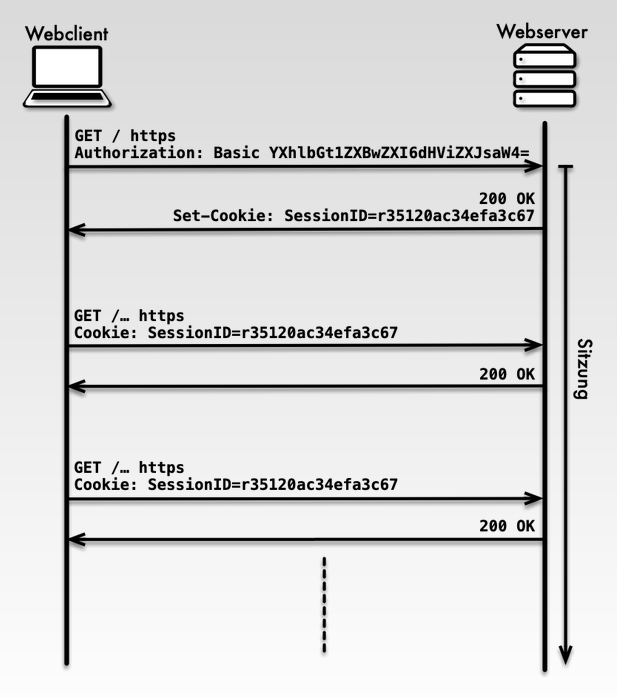 Webclient
Webserver
GET / https
Authorization: Basic YXhlbGt1ZXBwZXI6dHViZXJsaW4=
200 OK
Set-Cookie: SessionID=r35120ac34efa3c67
GET /… https
Cookie: SessionID=r35120ac34efa3c67
200 OK
Sitzung
GET /… https
Cookie: SessionID=r35120ac34efa3c67
200 OK